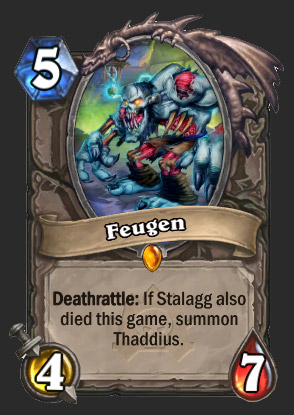 5
Feugen
Deathrattle: If Stalagg also
died this game, summon
Thaddius.
4
7